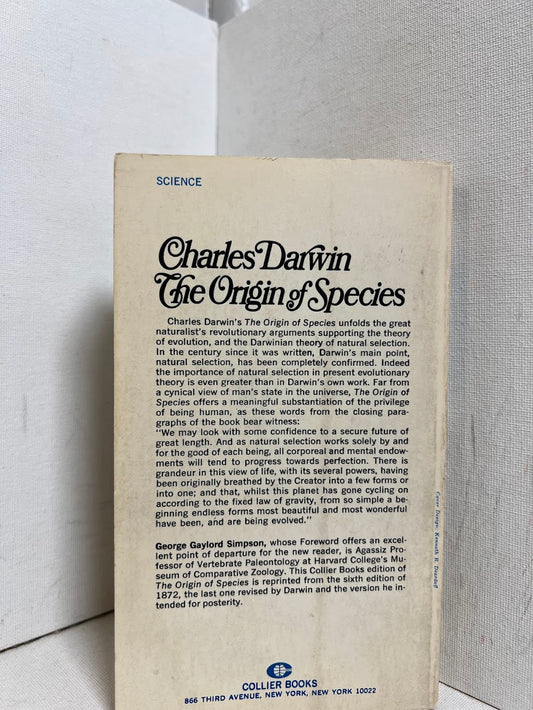 SCIENCE
Charles Darwin
The Origin of Species
Charles Darwin's The Origin of Species unfolds the great
naturalist's revolutionary arguments supporting the theory
of evolution, and the Darwinian theory of natural selection.
In the century since it was written, Darwin's main point,
natural selection, has been completely confirmed. Indeed
the importance of natural selection in present evolutionary
theory is even greater than in Darwin's own work. Far from
a cynical view of man's state in the universe, The Origin of
Species offers a meaningful substantiation of the privilege
of being human, as these words from the closing para-
graphs of the book bear witness:
"We may look with some confidence to a secure future of
great length. And as natural selection works solely by and
for the good of each being, all corporeal and mental endow-
ments will tend to progress towards perfection. There is
grandeur in this view of life, with its several powers, having
been originally breathed by the Creator into a few forms or
into one; and that, whilst this planet has gone cycling on
according to the fixed law of gravity, from so simple a be-
ginning endless forms most beautiful and most wonderful
have been, and are being evolved."
George Gaylord Simpson, whose Foreword offers an excel-
lent point of departure for the new reader, is Agassiz Pro-
fessor of Vertebrate Paleontology at Harvard College's Mu-
seum of Comparative Zoology. This Collier Books edition of
The Origin of Species is reprinted from the sixth edition of
1872, the last one revised by Darwin and the version he in-
tended for posterity.
Cover Design: Kenneth R.
COLLIER BOOKS
866 THIRD AVENUE, NEW YORK, NEW YORK 10022